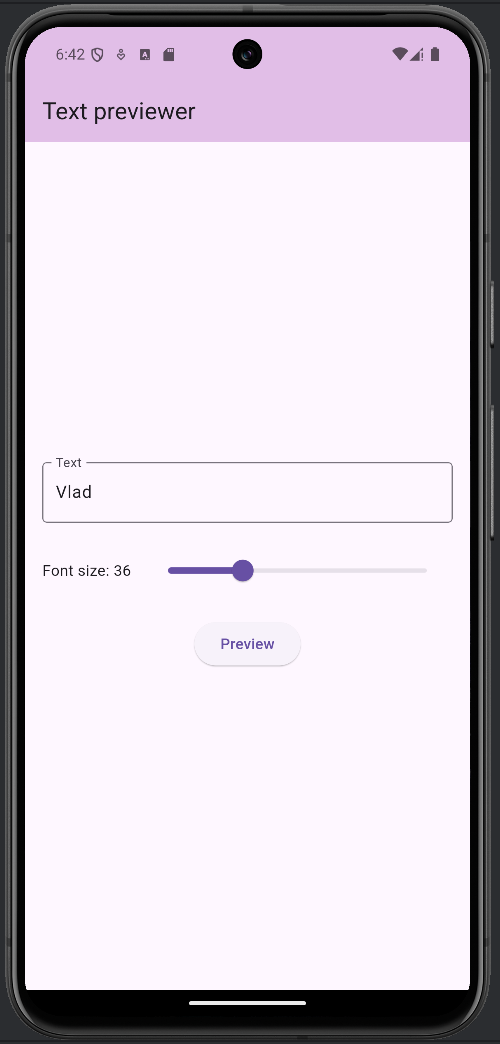 6:42
Text previewer
Text
Vlad
Font size: 36
Preview